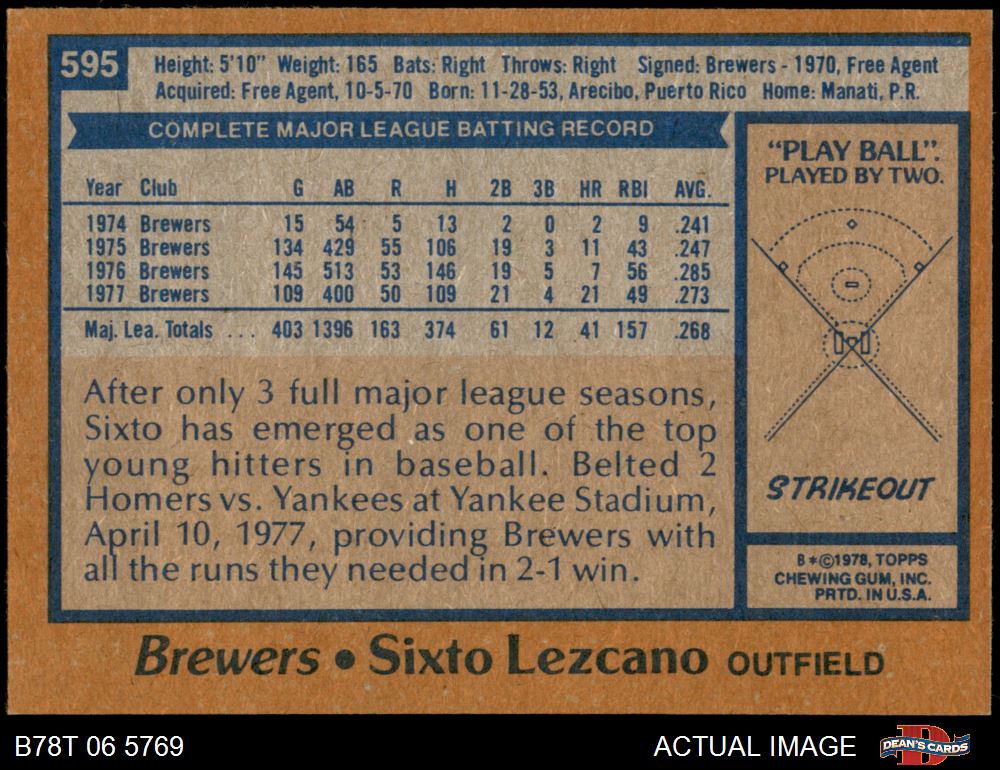 595
Height: 5'10" Weight: 165 Bats: Right Throws: Right Signed: Brewers - 1970, Free Agent
Acquired: Free Agent, 10-5-70 Born: 11-28-53, Arecibo, Puerto Rico Home: Manati, P.R.
COMPLETE MAJOR LEAGUE BATTING RECORD
Year Club G AB R H 2B 3B HR RBI AVG.
1974 Brewers 15 54 5 13 2 0 2 9 .241
1975 Brewers 134 429 55 106 19 3 11 43 .247
1976 Brewers 145 513 53 146 19 5 7 56 .285
1977 Brewers 109 400 50 109 21 4 21 49 .273
Maj. Lea. Totals ... 403 1396 163 374 61 12 41 157 .268
After only 3 full major league seasons,
Sixto has emerged as one of the top
young hitters in baseball. Belted 2
Homers vs. Yankees at Yankee Stadium,
April 10, 1977, providing Brewers with
all the runs they needed in 2-1 win.
"PLAY BALL":
PLAYED BY TWO.
STRIKEOUT
B*©1978, TOPPS
CHEWING GUM, INC.
PRTD. IN U.S.A.
Brewers • Sixto Lezcano OUTFIELD
B78T 06 5769
ACTUAL IMAGE
D
DEAN'S CARDS